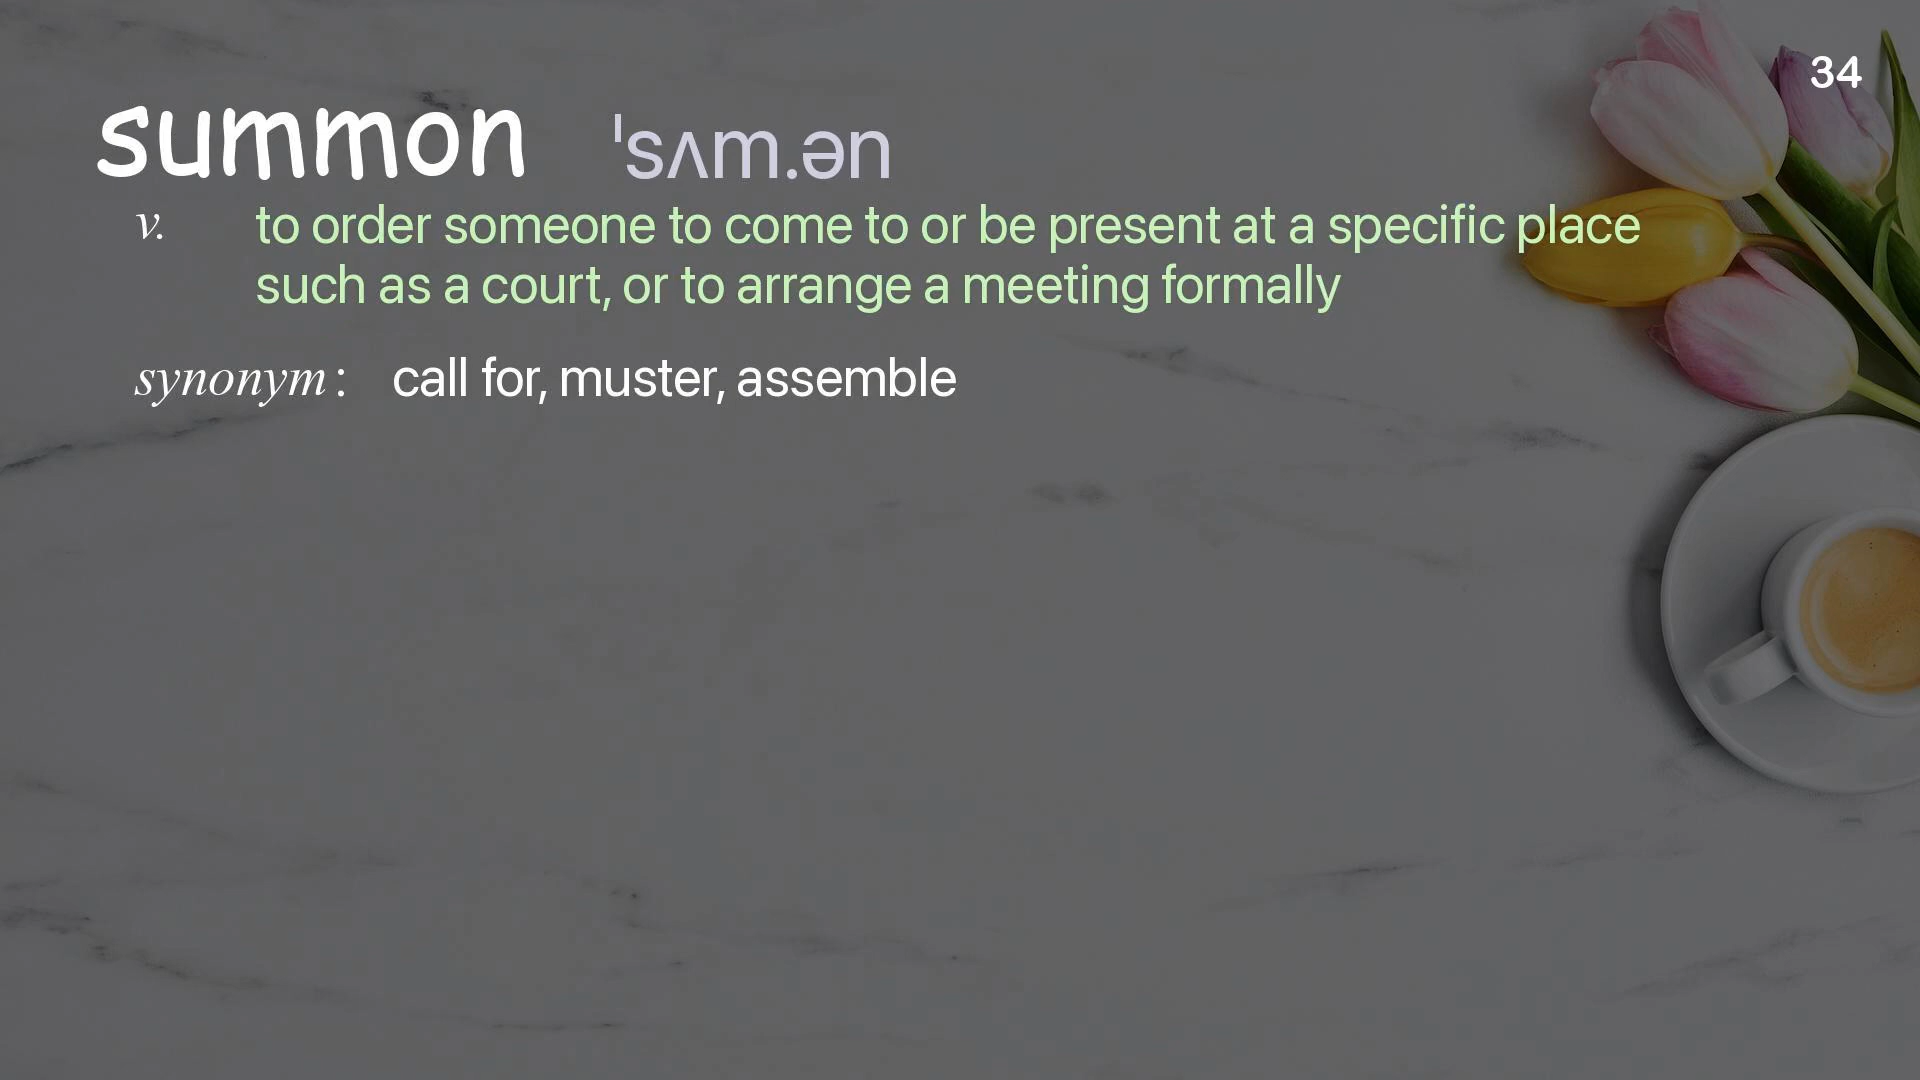 34
summon ˈsʌm.ən
v. to order someone to come to or be present at a specific place
such as a court, or to arrange a meeting formally
synonym : call for, muster, assemble